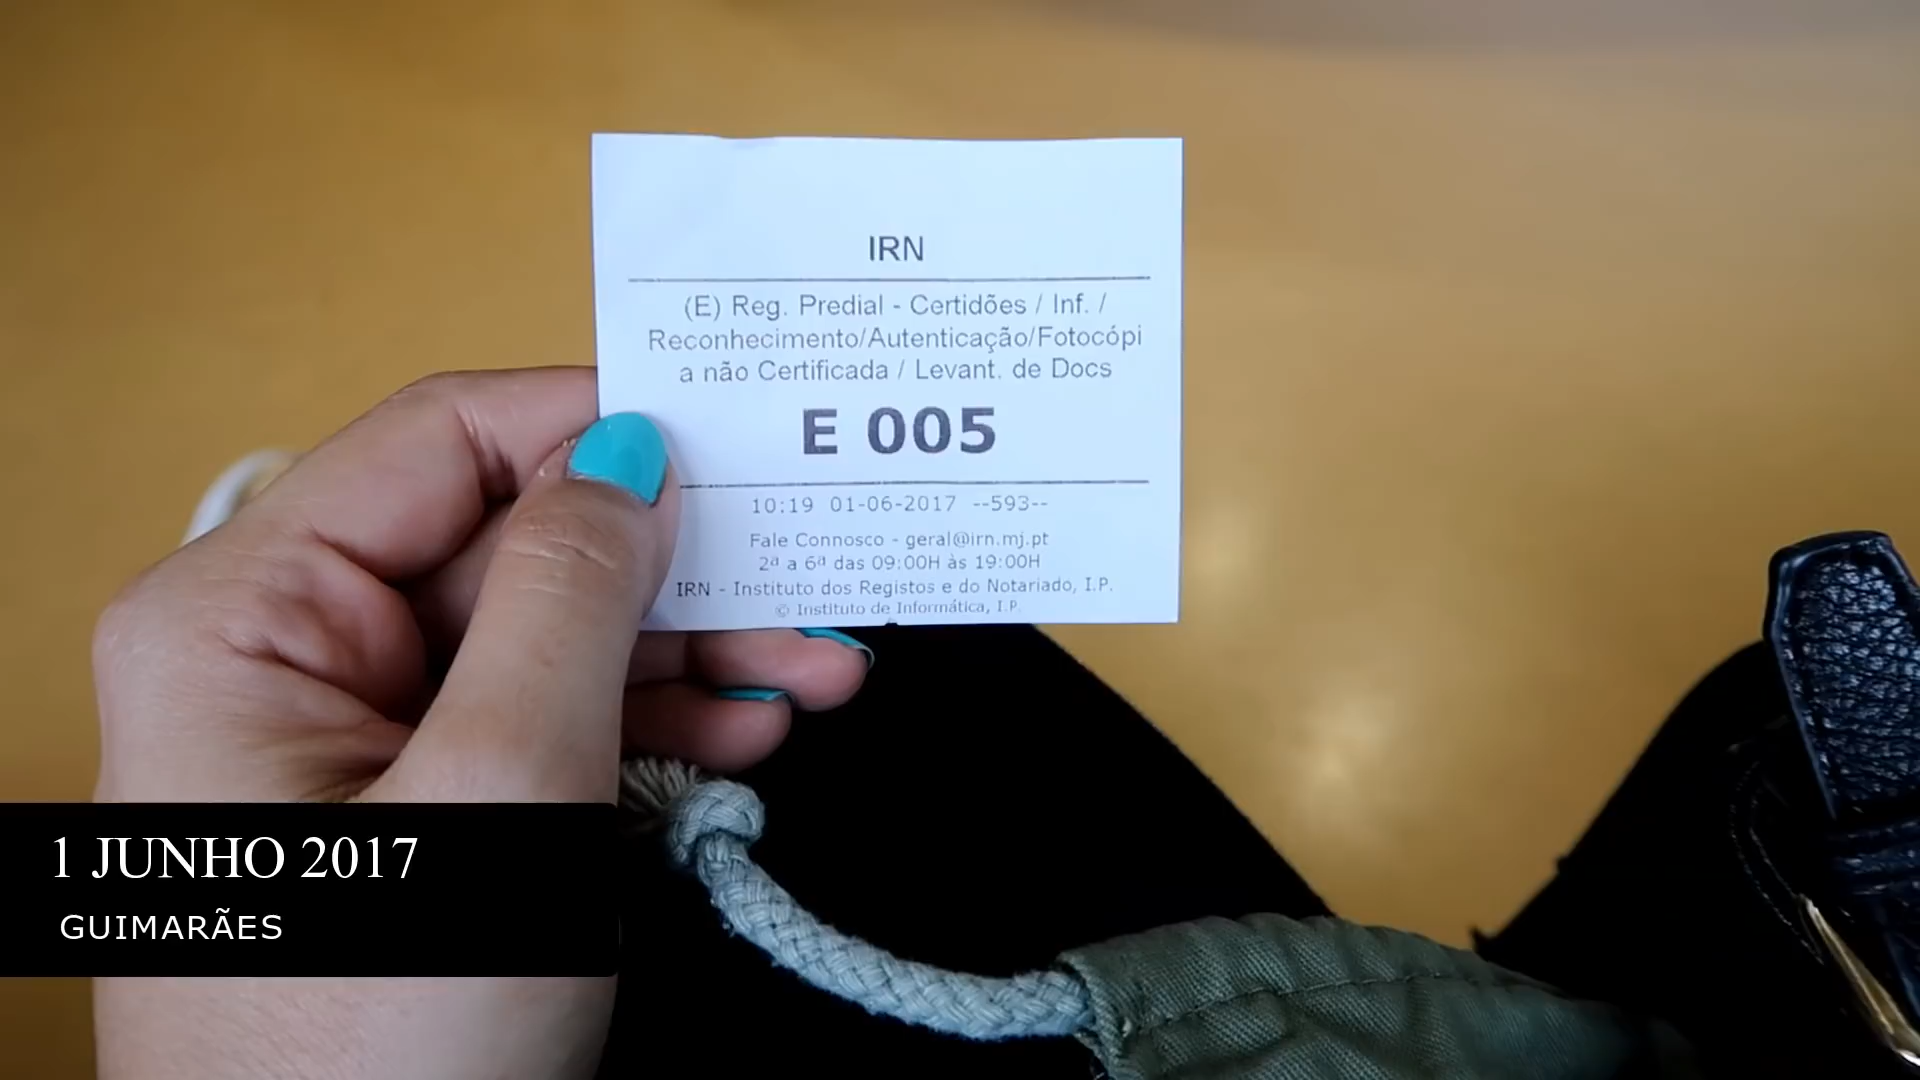 IRN
(E) Reg. Predial - Certidões / Inf. /
Reconhecimento/Autenticação/Fotocópi
a não Certificada / Levant. de Docs
E 005
10:19 01-06-2017 --593--
Fale Connosco - geral@irn.mj.pt
2ª a 6ª das 09:00H às 19:00H
IRN - Instituto dos Registos e do Notariado, I.P.
© Instituto de Informática, I.P.
1 JUNHO 2017
GUIMARÃES